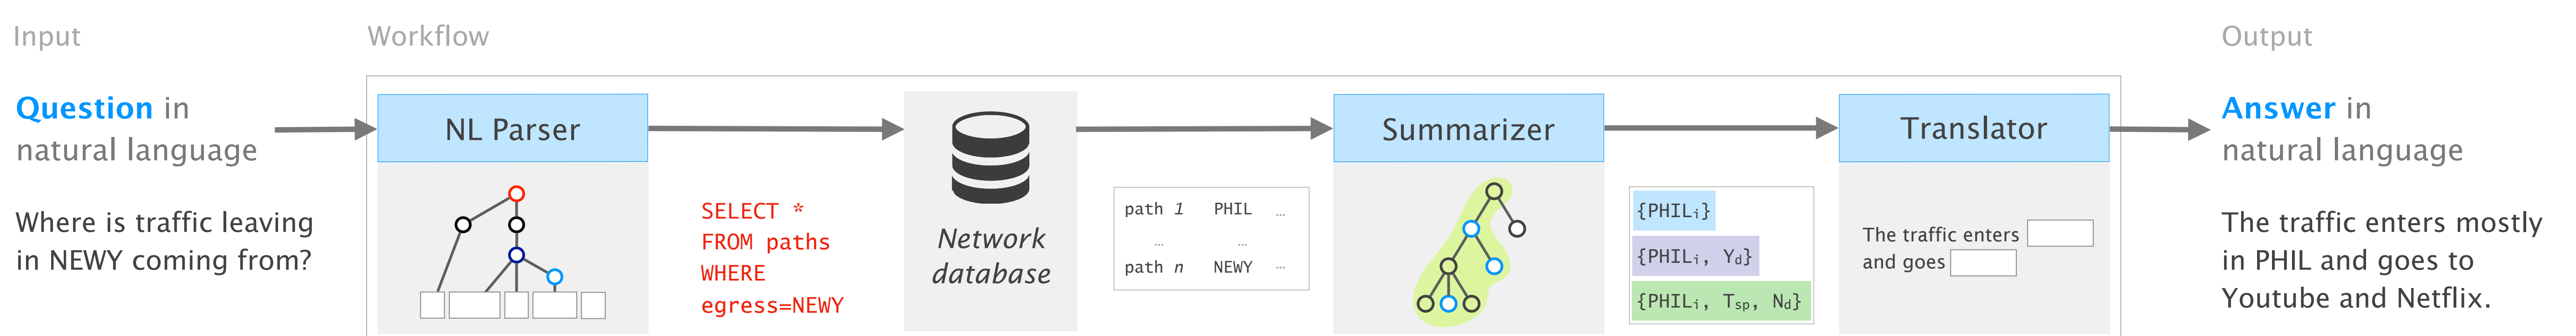 Input
Workflow
Output
Question in
natural language
Where is traffic leaving
in NEWY coming from?
NL Parser
SELECT *
FROM paths
WHERE
egress=NEWY
Network
database
path 1 PHIL …
… …
path n NEWY …
Summarizer
{PHILᵢ}
{PHILᵢ, Y_d}
{PHILᵢ, Tₛₚ, N_d}
Translator
The traffic enters
and goes
Answer in
natural language
The traffic enters mostly
in PHIL and goes to
Youtube and Netflix.